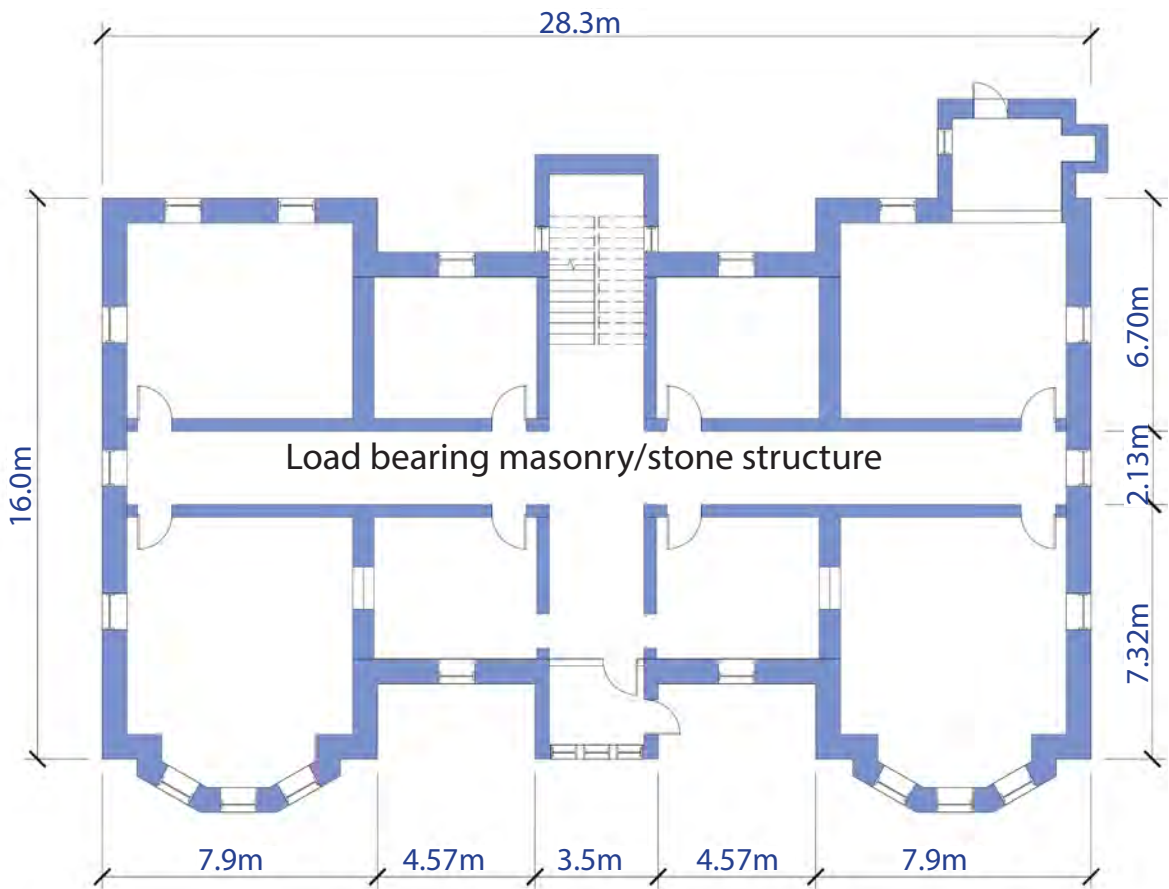 28.3m
6.70m
Load bearing masonry/stone structure
2.13m
16.0m
7.32m
7.9m
4.57m
3.5m
4.57m
7.9m